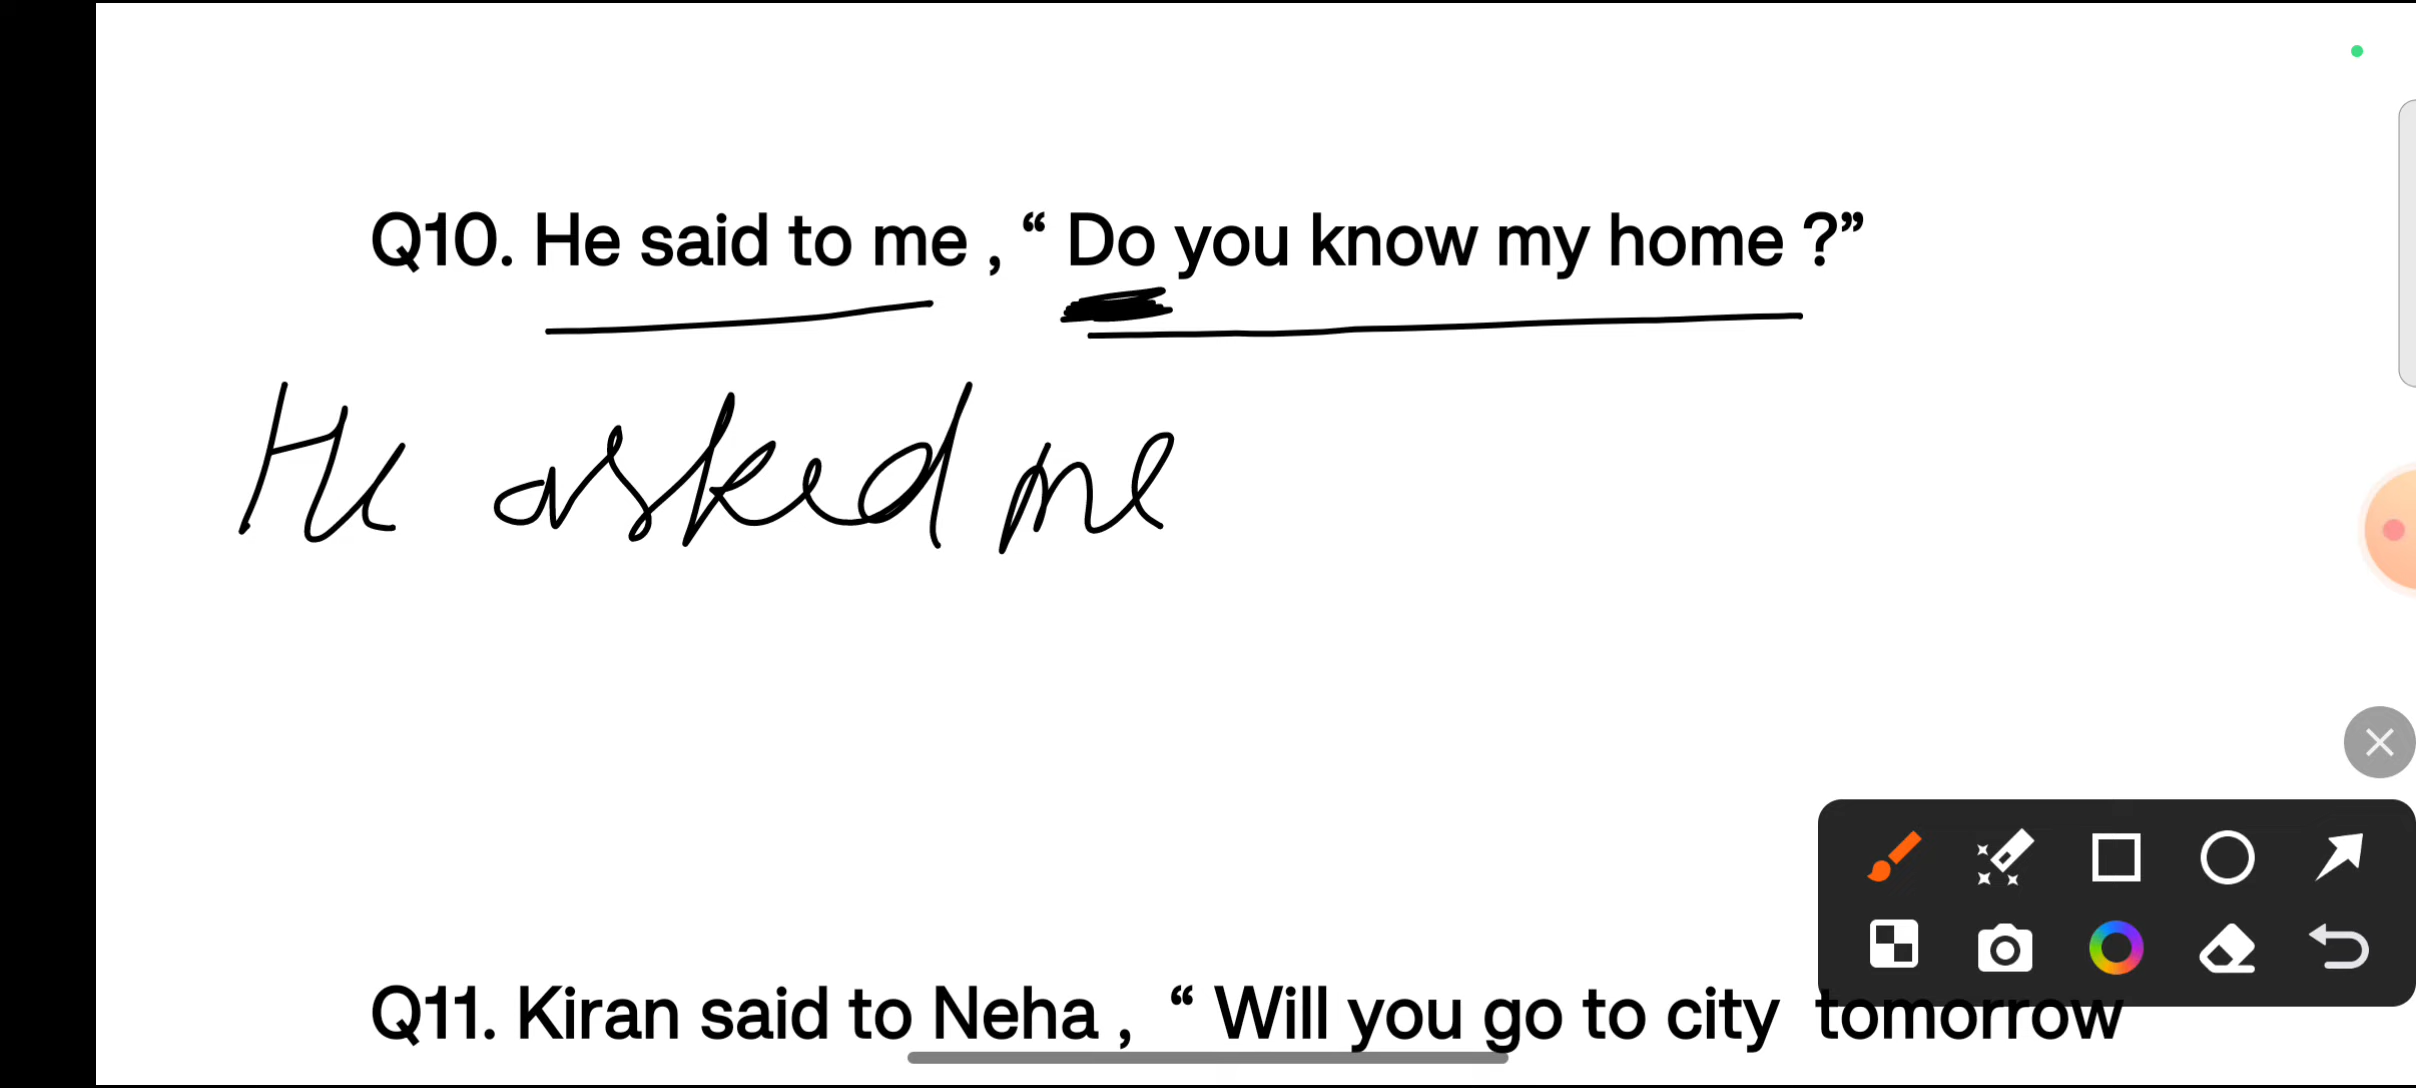 Q10. He said to me , “ Do you know my home ?”
He asked me
Q11. Kiran said to Neha , “ Will you go to city tomorrow